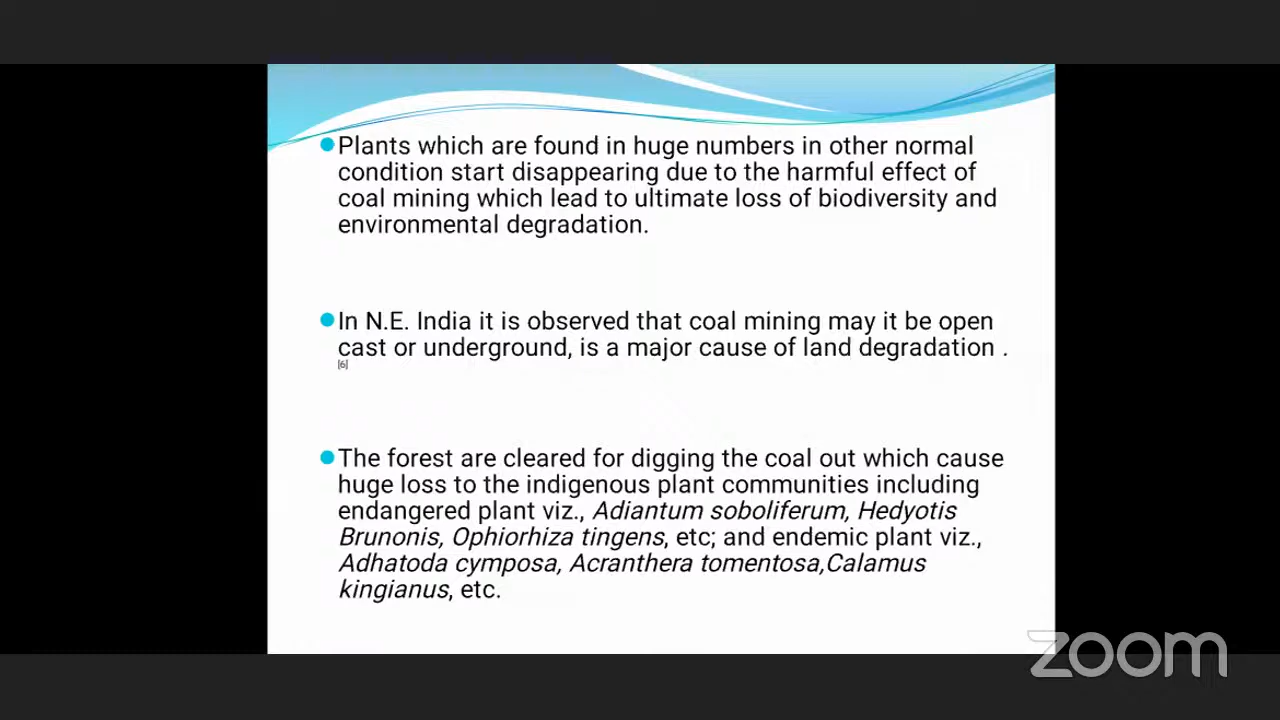 Plants which are found in huge numbers in other normal
condition start disappearing due to the harmful effect of
coal mining which lead to ultimate loss of biodiversity and
environmental degradation.
In N.E. India it is observed that coal mining may it be open
cast or underground, is a major cause of land degradation .
[6]
The forest are cleared for digging the coal out which cause
huge loss to the indigenous plant communities including
endangered plant viz., Adiantum soboliferum, Hedyotis
Brunonis, Ophiorhiza tingens, etc; and endemic plant viz.,
Adhatoda cymposa, Acranthera tomentosa,Calamus
kingianus, etc.
zoom